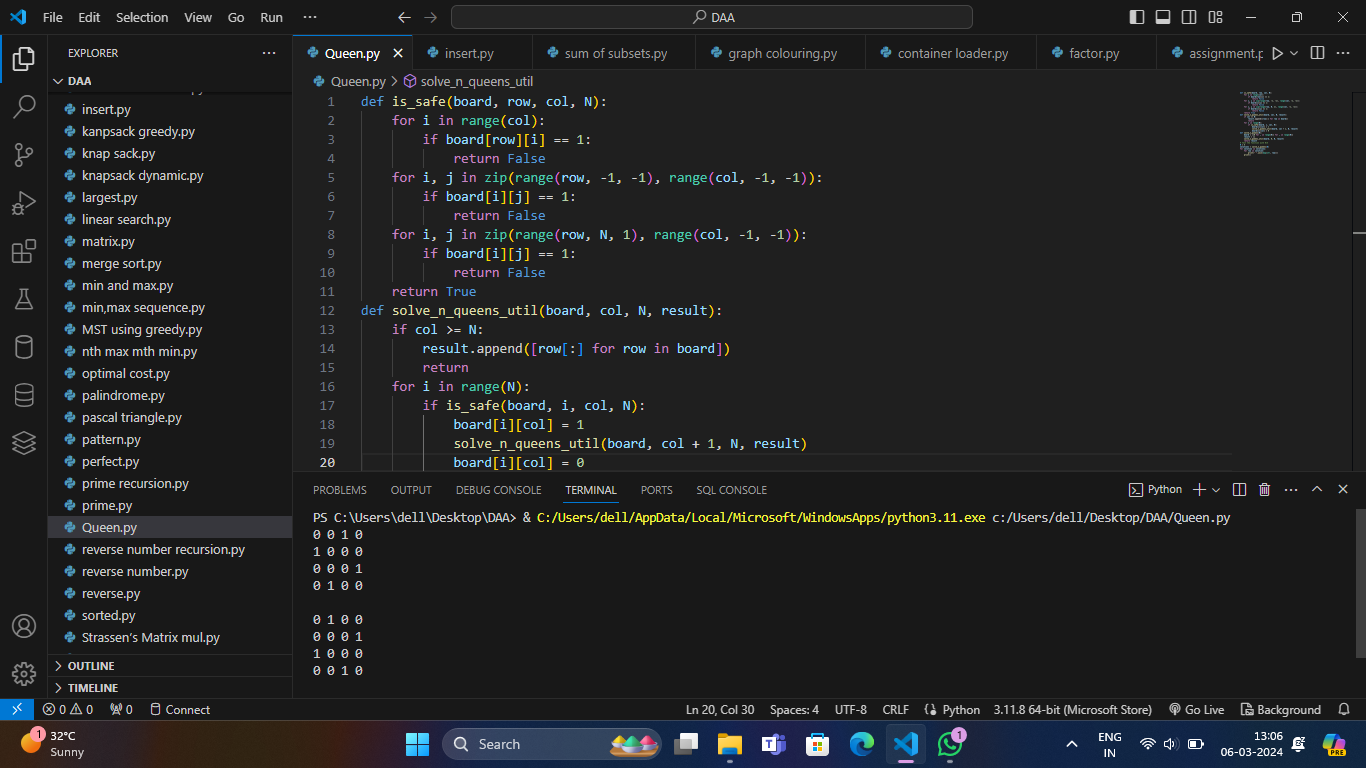 File Edit Selection View Go Run ··· DAA
EXPLORER ···
DAA
insert.py
kanpsack greedy.py
knap sack.py
knapsack dynamic.py
largest.py
linear search.py
matrix.py
merge sort.py
min and max.py
min,max sequence.py
MST using greedy.py
nth max mth min.py
optimal cost.py
palindrome.py
pascal triangle.py
pattern.py
perfect.py
prime recursion.py
prime.py
Queen.py
reverse number recursion.py
reverse number.py
reverse.py
sorted.py
Strassen's Matrix mul.py
OUTLINE
TIMELINE
Queen.py insert.py sum of subsets.py graph colouring.py container loader.py factor.py assignment.p
Queen.py > solve_n_queens_util
1 def is_safe(board, row, col, N):
2 for i in range(col):
3 if board[row][i] == 1:
4 return False
5 for i, j in zip(range(row, -1, -1), range(col, -1, -1)):
6 if board[i][j] == 1:
7 return False
8 for i, j in zip(range(row, N, 1), range(col, -1, -1)):
9 if board[i][j] == 1:
10 return False
11 return True
12 def solve_n_queens_util(board, col, N, result):
13 if col >= N:
14 result.append([row[:] for row in board])
15 return
16 for i in range(N):
17 if is_safe(board, i, col, N):
18 board[i][col] = 1
19 solve_n_queens_util(board, col + 1, N, result)
20 board[i][col] = 0
PROBLEMS OUTPUT DEBUG CONSOLE TERMINAL PORTS SQL CONSOLE Python
PS C:\Users\dell\Desktop\DAA> & C:/Users/dell/AppData/Local/Microsoft/WindowsApps/python3.11.exe c:/Users/dell/Desktop/DAA/Queen.py
0 0 1 0
1 0 0 0
0 0 0 1
0 1 0 0
0 1 0 0
0 0 0 1
1 0 0 0
0 0 1 0
0 0 0 Connect Ln 20, Col 30 Spaces: 4 UTF-8 CRLF Python 3.11.8 64-bit (Microsoft Store) Go Live Background
1 32°C
Sunny
Search
1
ENG
IN
13:06
06-03-2024
PRE